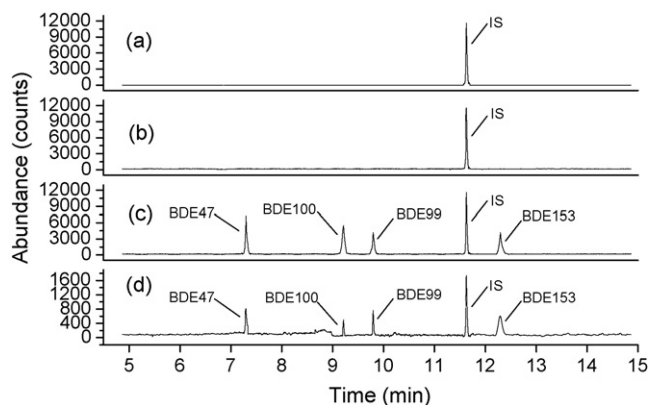 Abundance (counts)
12000
9000
6000
3000
0
(a)
IS
12000
9000
6000
3000
0
(b)
IS
12000
9000
6000
3000
0
(c)
BDE47
BDE100
BDE99
IS
BDE153
1600
1200
800
400
0
(d)
BDE47
BDE100
BDE99
IS
BDE153
5 6 7 8 9 10 11 12 13 14 15
Time (min)